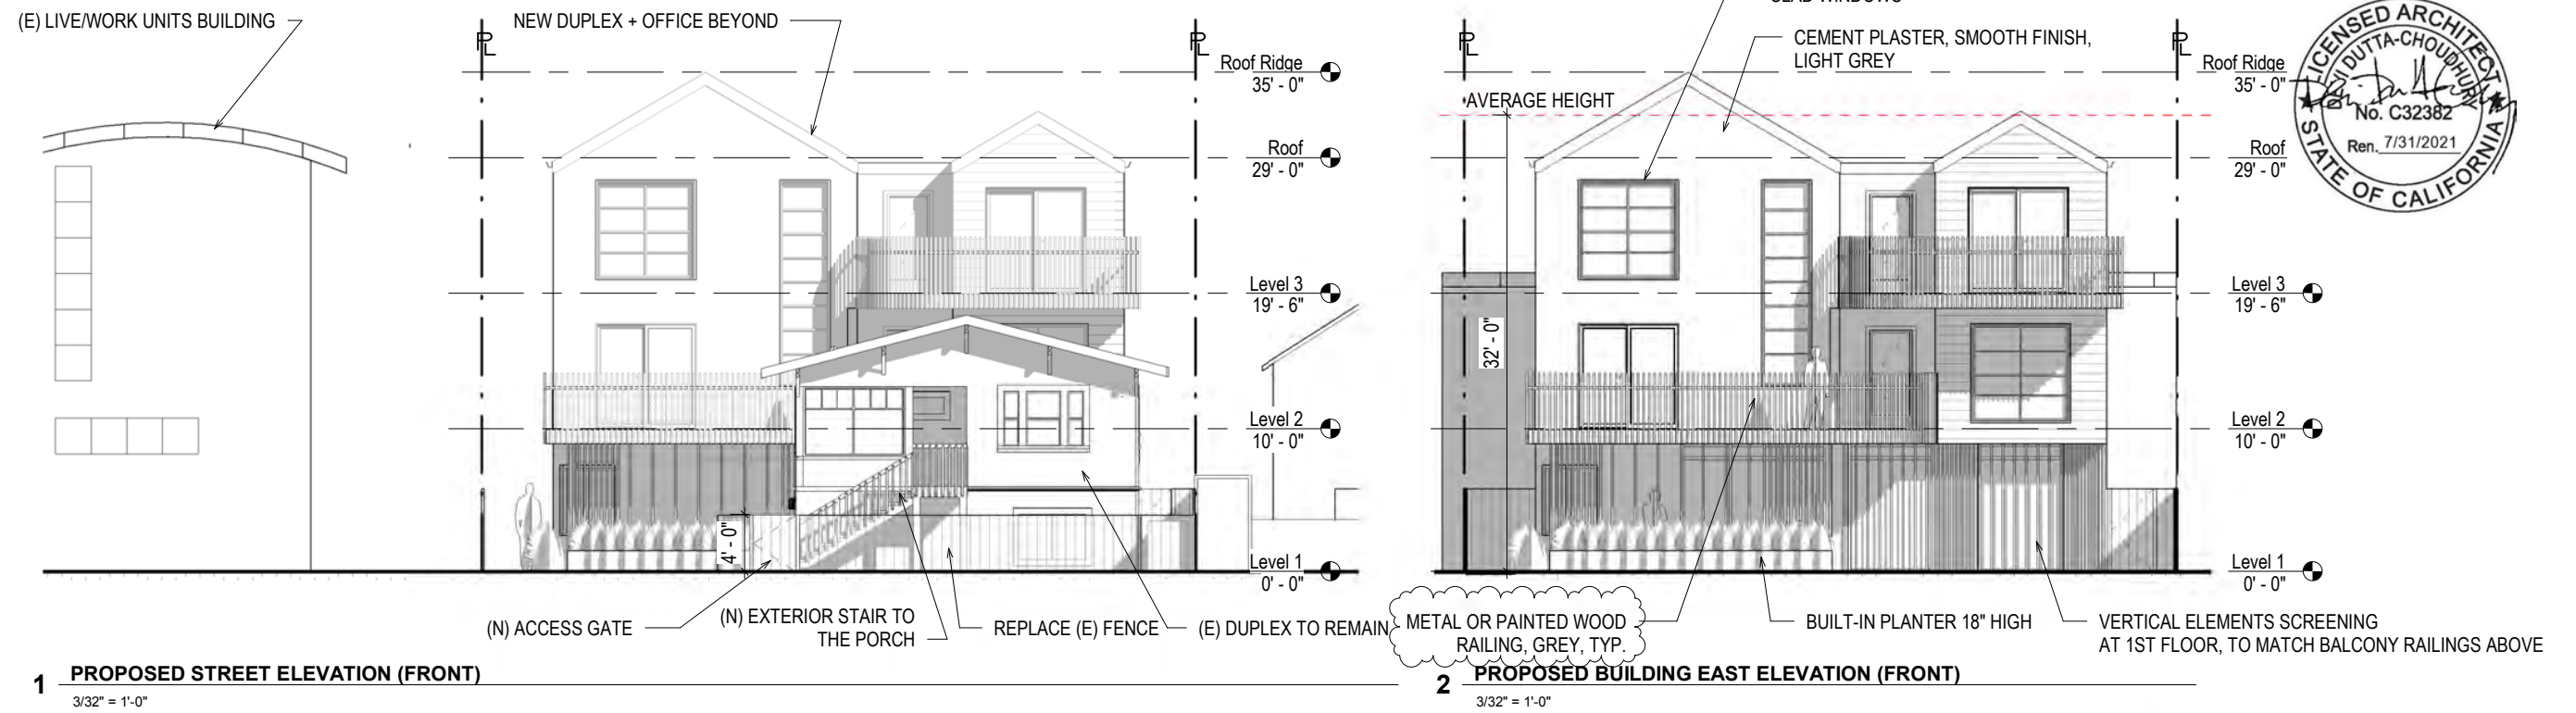 (E) LIVE/WORK UNITS BUILDING
NEW DUPLEX + OFFICE BEYOND
PL
PL
Roof Ridge
35' - 0"
Roof
29' - 0"
Level 3
19' - 6"
Level 2
10' - 0"
Level 1
0' - 0"
4' - 0"
(N) ACCESS GATE
(N) EXTERIOR STAIR TO
THE PORCH
REPLACE (E) FENCE
(E) DUPLEX TO REMAIN
1 PROPOSED STREET ELEVATION (FRONT)
3/32" = 1'-0"
CEMENT PLASTER, SMOOTH FINISH,
LIGHT GREY
PL
PL
AVERAGE HEIGHT
32' - 0"
Roof Ridge
35' - 0"
Roof
29' - 0"
Level 3
19' - 6"
Level 2
10' - 0"
Level 1
0' - 0"
METAL OR PAINTED WOOD
RAILING, GREY, TYP.
BUILT-IN PLANTER 18" HIGH
VERTICAL ELEMENTS SCREENING
AT 1ST FLOOR, TO MATCH BALCONY RAILINGS ABOVE
2 PROPOSED BUILDING EAST ELEVATION (FRONT)
3/32" = 1'-0"
LICENSED ARCHITECT
DUTTA-CHOUDHURY
No. C32382
Ren. 7/31/2021
STATE OF CALIFORNIA